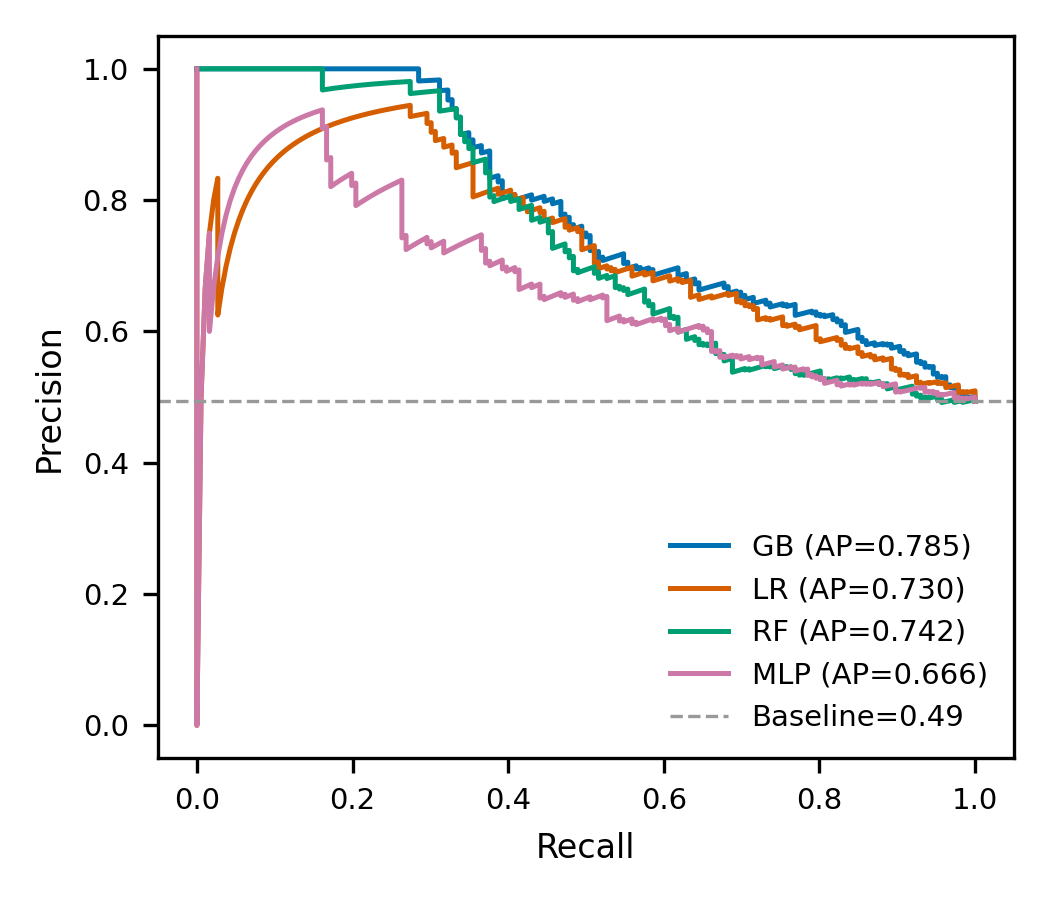 1.0
0.8
0.6
0.4
0.2
0.0
Precision
GB (AP=0.785)
LR (AP=0.730)
RF (AP=0.742)
MLP (AP=0.666)
Baseline=0.49
0.0 0.2 0.4 0.6 0.8 1.0
Recall